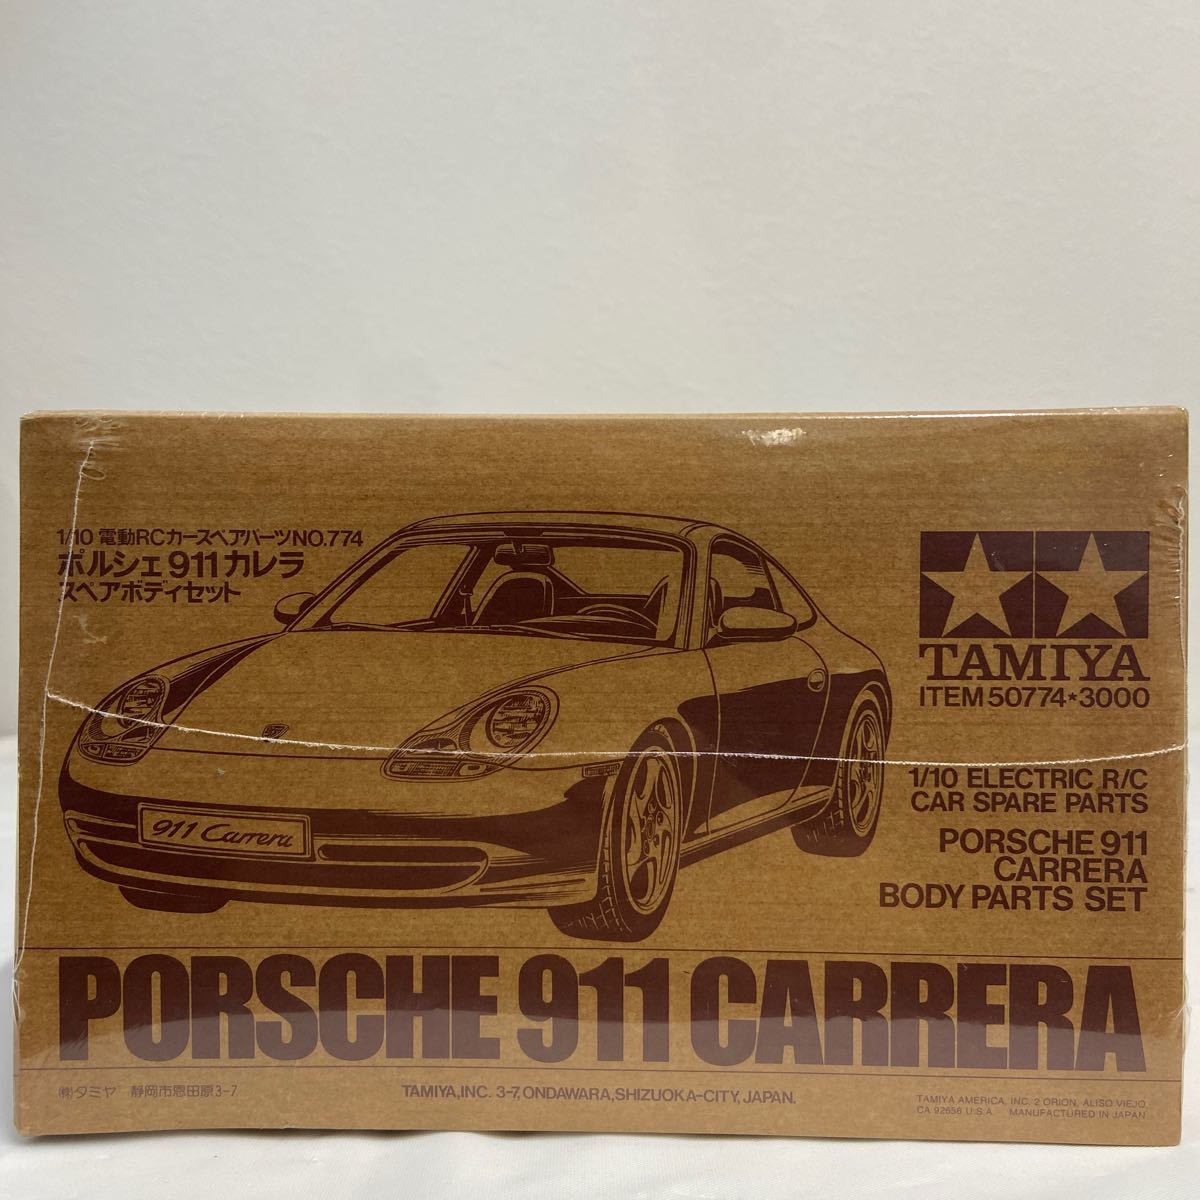 1/10 電動RCカースペアパーツNO.774
ポルシェ911カレラ
スペアボディセット
TAMIYA
ITEM 50774*3000
1/10 ELECTRIC R/C
CAR SPARE PARTS
PORSCHE 911
CARRERA
BODY PARTS SET
911 Carrera
PORSCHE 911 CARRERA
㈱タミヤ 静岡市恩田原3-7
TAMIYA,INC. 3-7, ONDAWARA, SHIZUOKA-CITY, JAPAN.
TAMIYA AMERICA, INC. 2 ORION, ALISO VIEJO,
CA 92656 U.S.A MANUFACTURED IN JAPAN